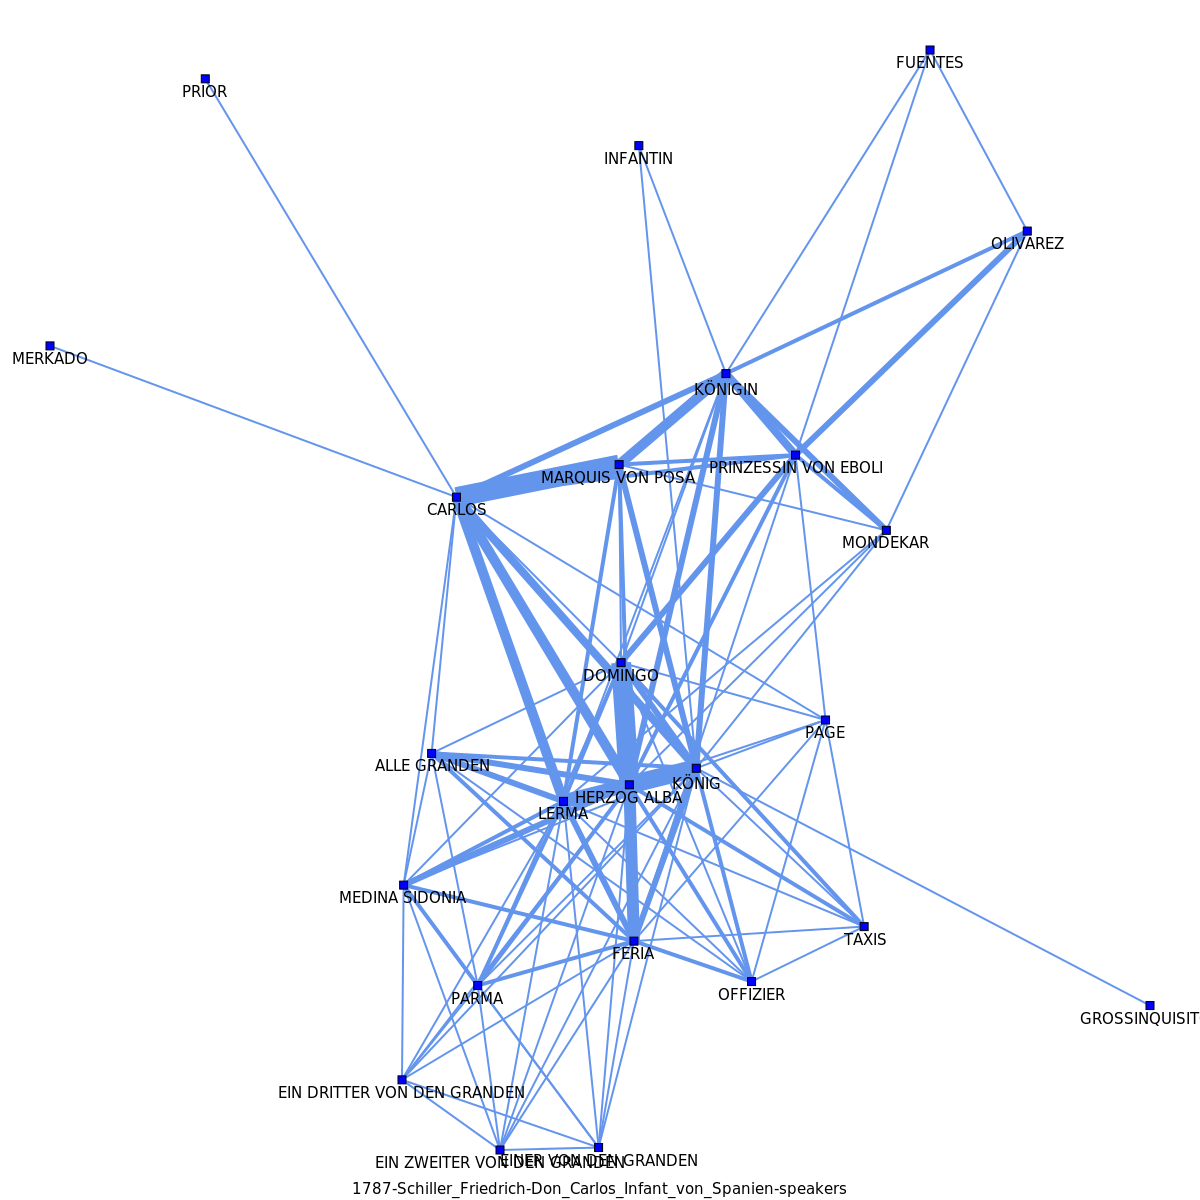 FUENTES
PRIOR
INFANTIN
OLIVAREZ
MERKADO
KÖNIGIN
PRINZESSIN VON EBOLI
MARQUIS VON POSA
CARLOS
MONDEKAR
DOMINGO
PAGE
ALLE GRANDEN
KÖNIG
HERZOG ALBA
LERMA
MEDINA SIDONIA
TAXIS
FERIA
OFFIZIER
PARMA
GROSSINQUISIT
EIN DRITTER VON DEN GRANDEN
EIN ZWEITER VON DEN GRANDEN
EINER VON DEN GRANDEN
1787-Schiller_Friedrich-Don_Carlos_Infant_von_Spanien-speakers